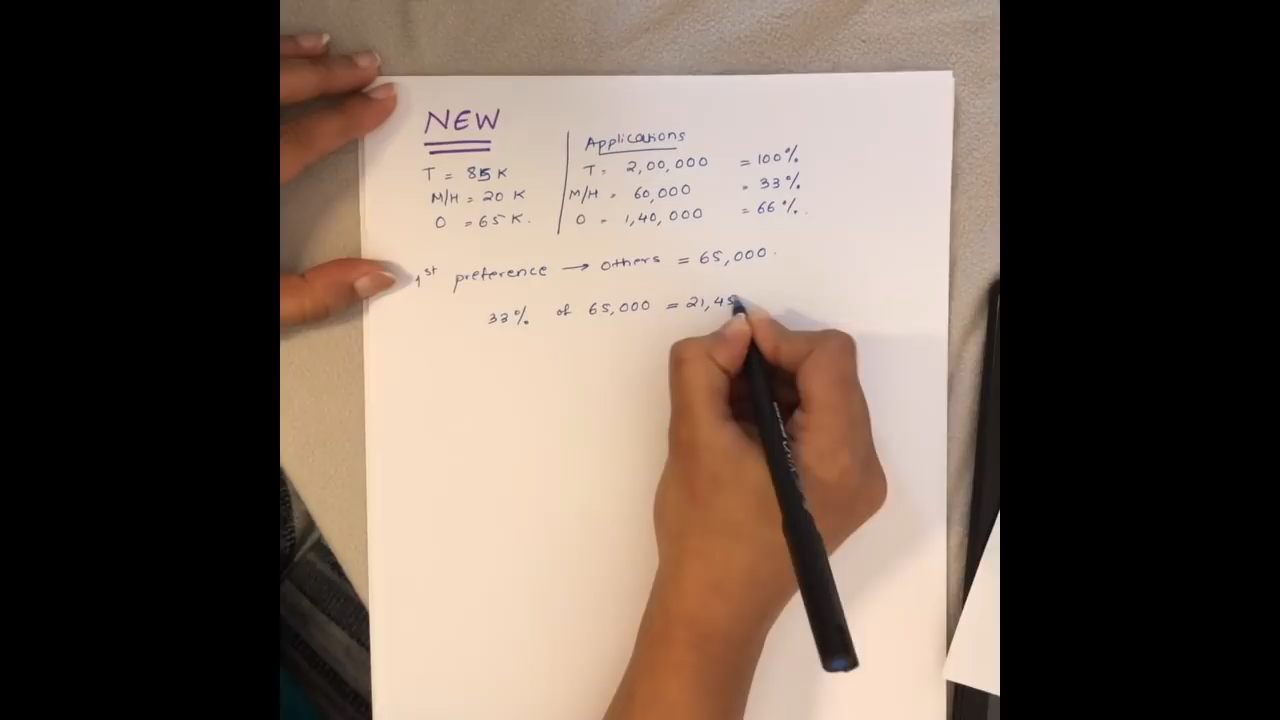 NEW
T = 85 K
M/H = 20 K
O = 65 K.
Applications
T = 2,00,000 = 100%
M/H = 60,000 = 33%
O = 1,40,000 = 66%.
1st preference → Others = 65,000.
33% of 65,000 = 21,45